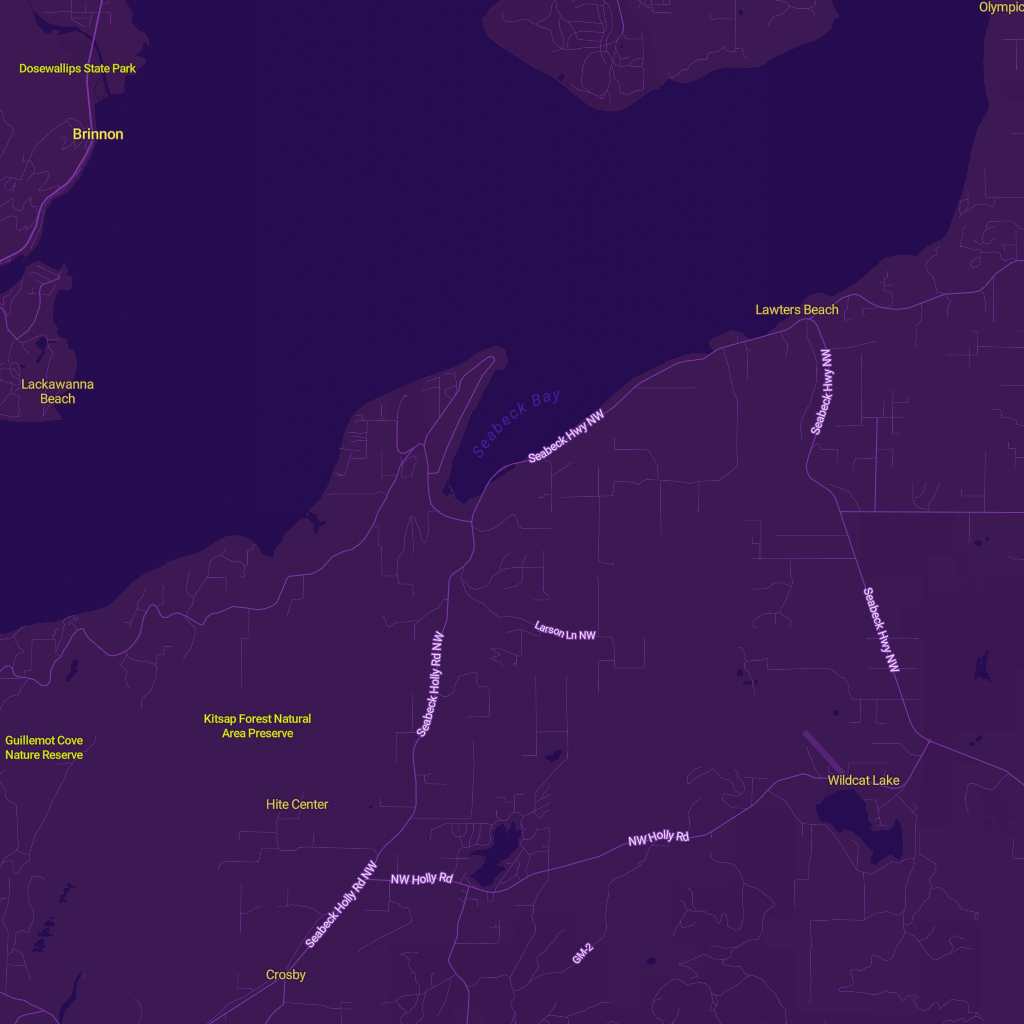 Olympic
Dosewallips State Park
Brinnon
Lawters Beach
Seabeck Hwy NW
Lackawanna
Beach
Seabeck Bay
Seabeck Hwy NW
Seabeck Hwy NW
Larson Ln NW
Seabeck Holly Rd NW
Kitsap Forest Natural
Area Preserve
Guillemot Cove
Nature Reserve
Wildcat Lake
Hite Center
NW Holly Rd
NW Holly Rd
Seabeck Holly Rd NW
GM-2
Crosby